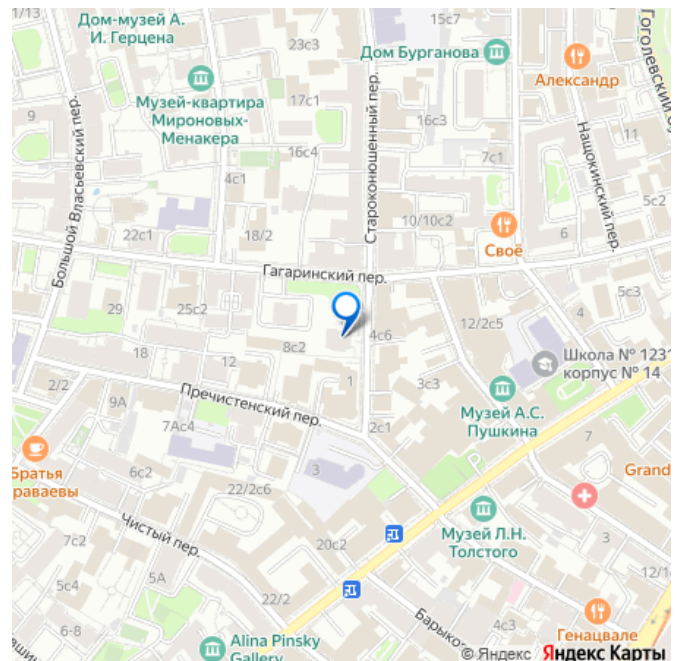 1/13
Дом-музей А.
И. Герцена
23с3
15с7
Дом Бурганова
Александр
Гоголевский
Музей-квартира
Мироновых-
Менакера
17с1
16с3
9
11
16с4
7с1
4с1
5с2
Большой Власьевский пер.
Староконюшенный пер.
Нащокинский пер.
22с1
18/2
10/10с2
Своё
6
Гагаринский пер.
5с3
29
25с2
12/2с5
4
4с6
8с2
18
12
Школа № 1231
корпус № 14
3с3
1
2/2
9А
Пречистенский пер.
Музей А.С.
Пушкина
7Ас4
2с1
7
Братья
6с2
3
Grand
22/2с6
Чистый пер.
Музей Л.Н.
Толстого
7с2
20с2
3
5с4
5А
12/1
22/2
6-8
4с3
Генацвале
Alina Pinsky
Gallery
© Яндекс Яндекс Карты